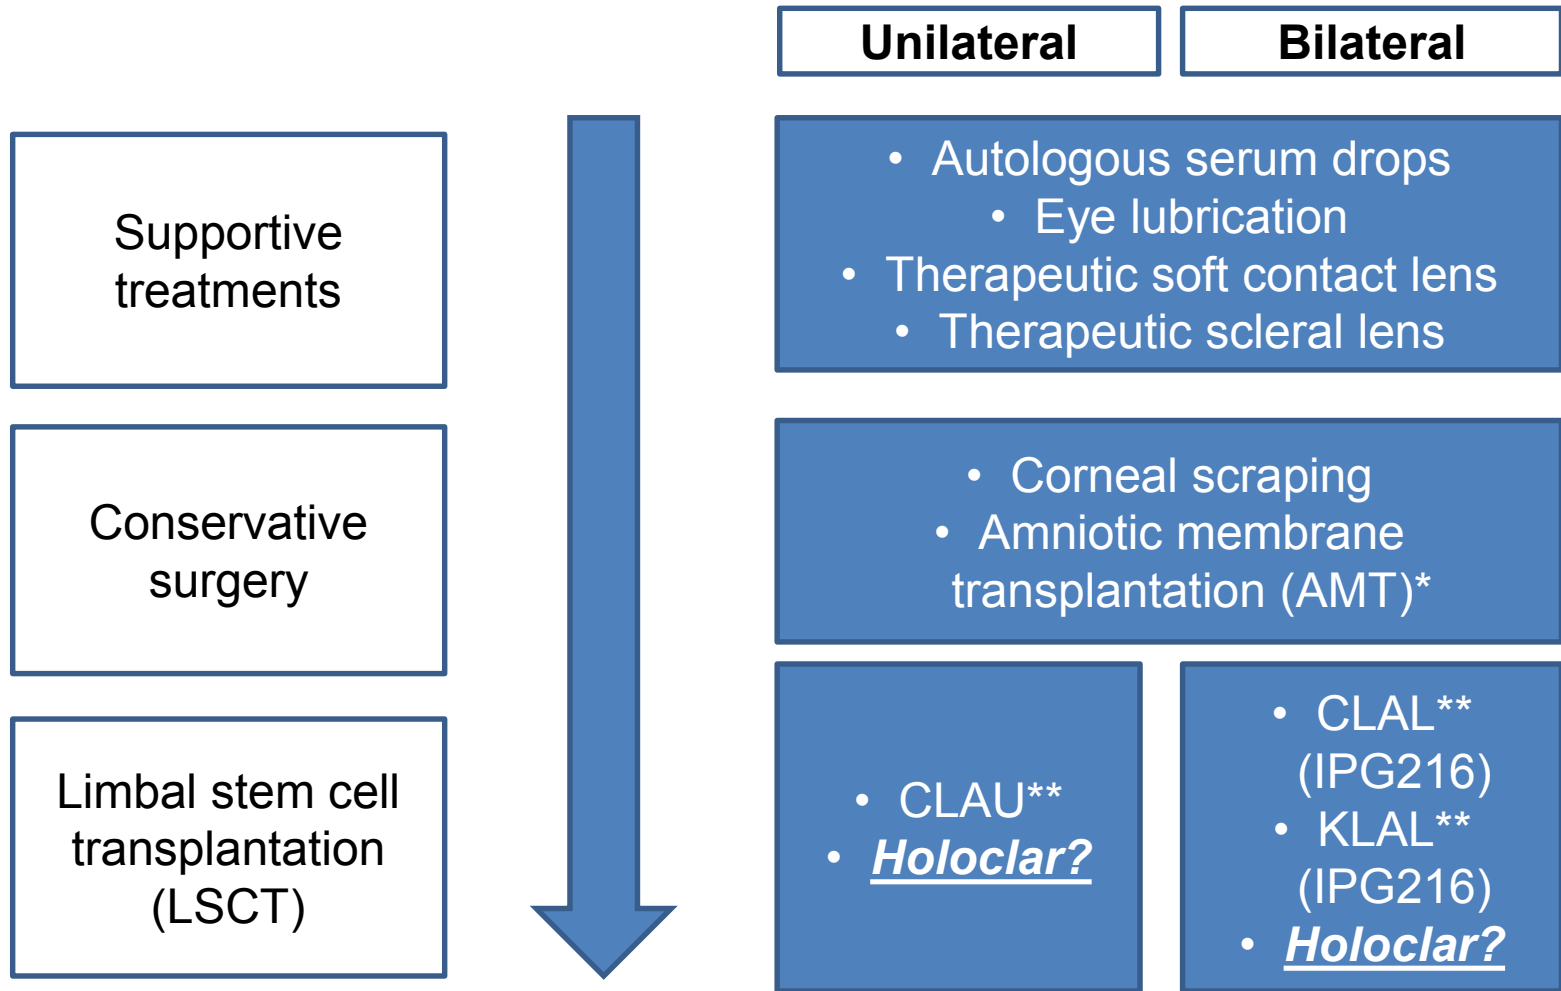 Unilateral
Bilateral
Supportive
treatments
• Autologous serum drops
• Eye lubrication
• Therapeutic soft contact lens
• Therapeutic scleral lens
Conservative
surgery
• Corneal scraping
• Amniotic membrane
transplantation (AMT)*
Limbal stem cell
transplantation
(LSCT)
• CLAU**
• Holoclar?
• CLAL**
(IPG216)
• KLAL**
(IPG216)
• Holoclar?